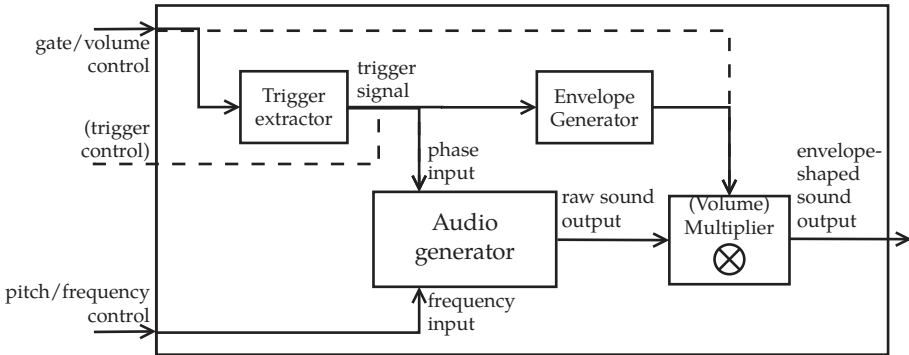 gate/volume
control
Trigger
extractor
trigger
signal
Envelope
Generator
(trigger
control)
phase
input
envelope-
shaped
sound
output
Audio
generator
raw sound
output
(Volume)
Multiplier
pitch/frequency
control
frequency
input